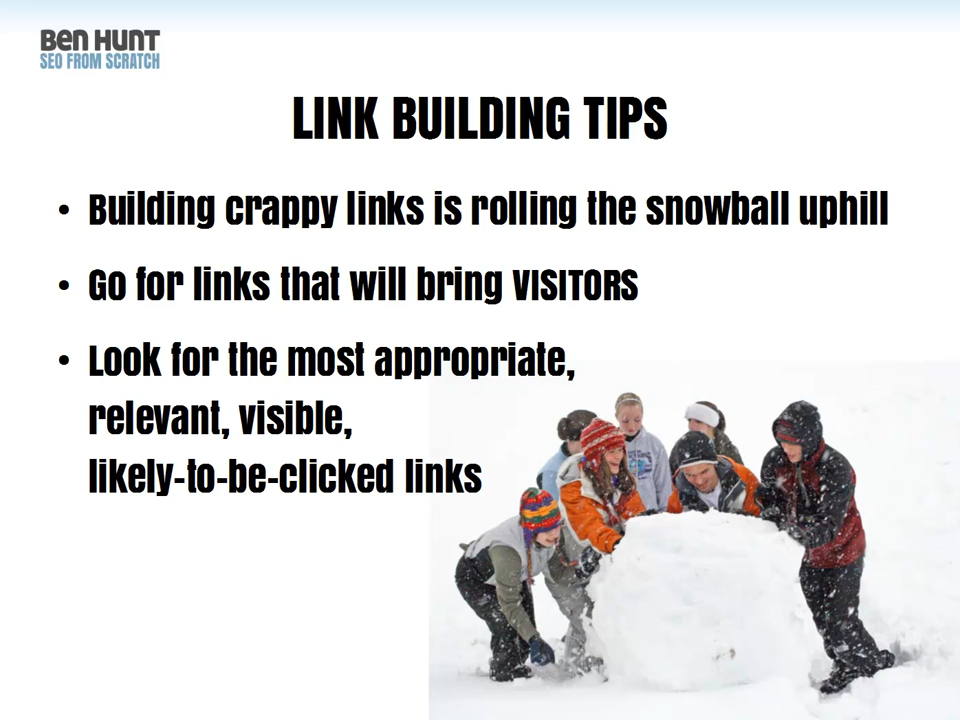 Ben Hunt
SEO FROM SCRATCH
LINK BUILDING TIPS
• Building crappy links is rolling the snowball uphill
• Go for links that will bring VISITORS
• Look for the most appropriate,
relevant, visible,
likely-to-be-clicked links